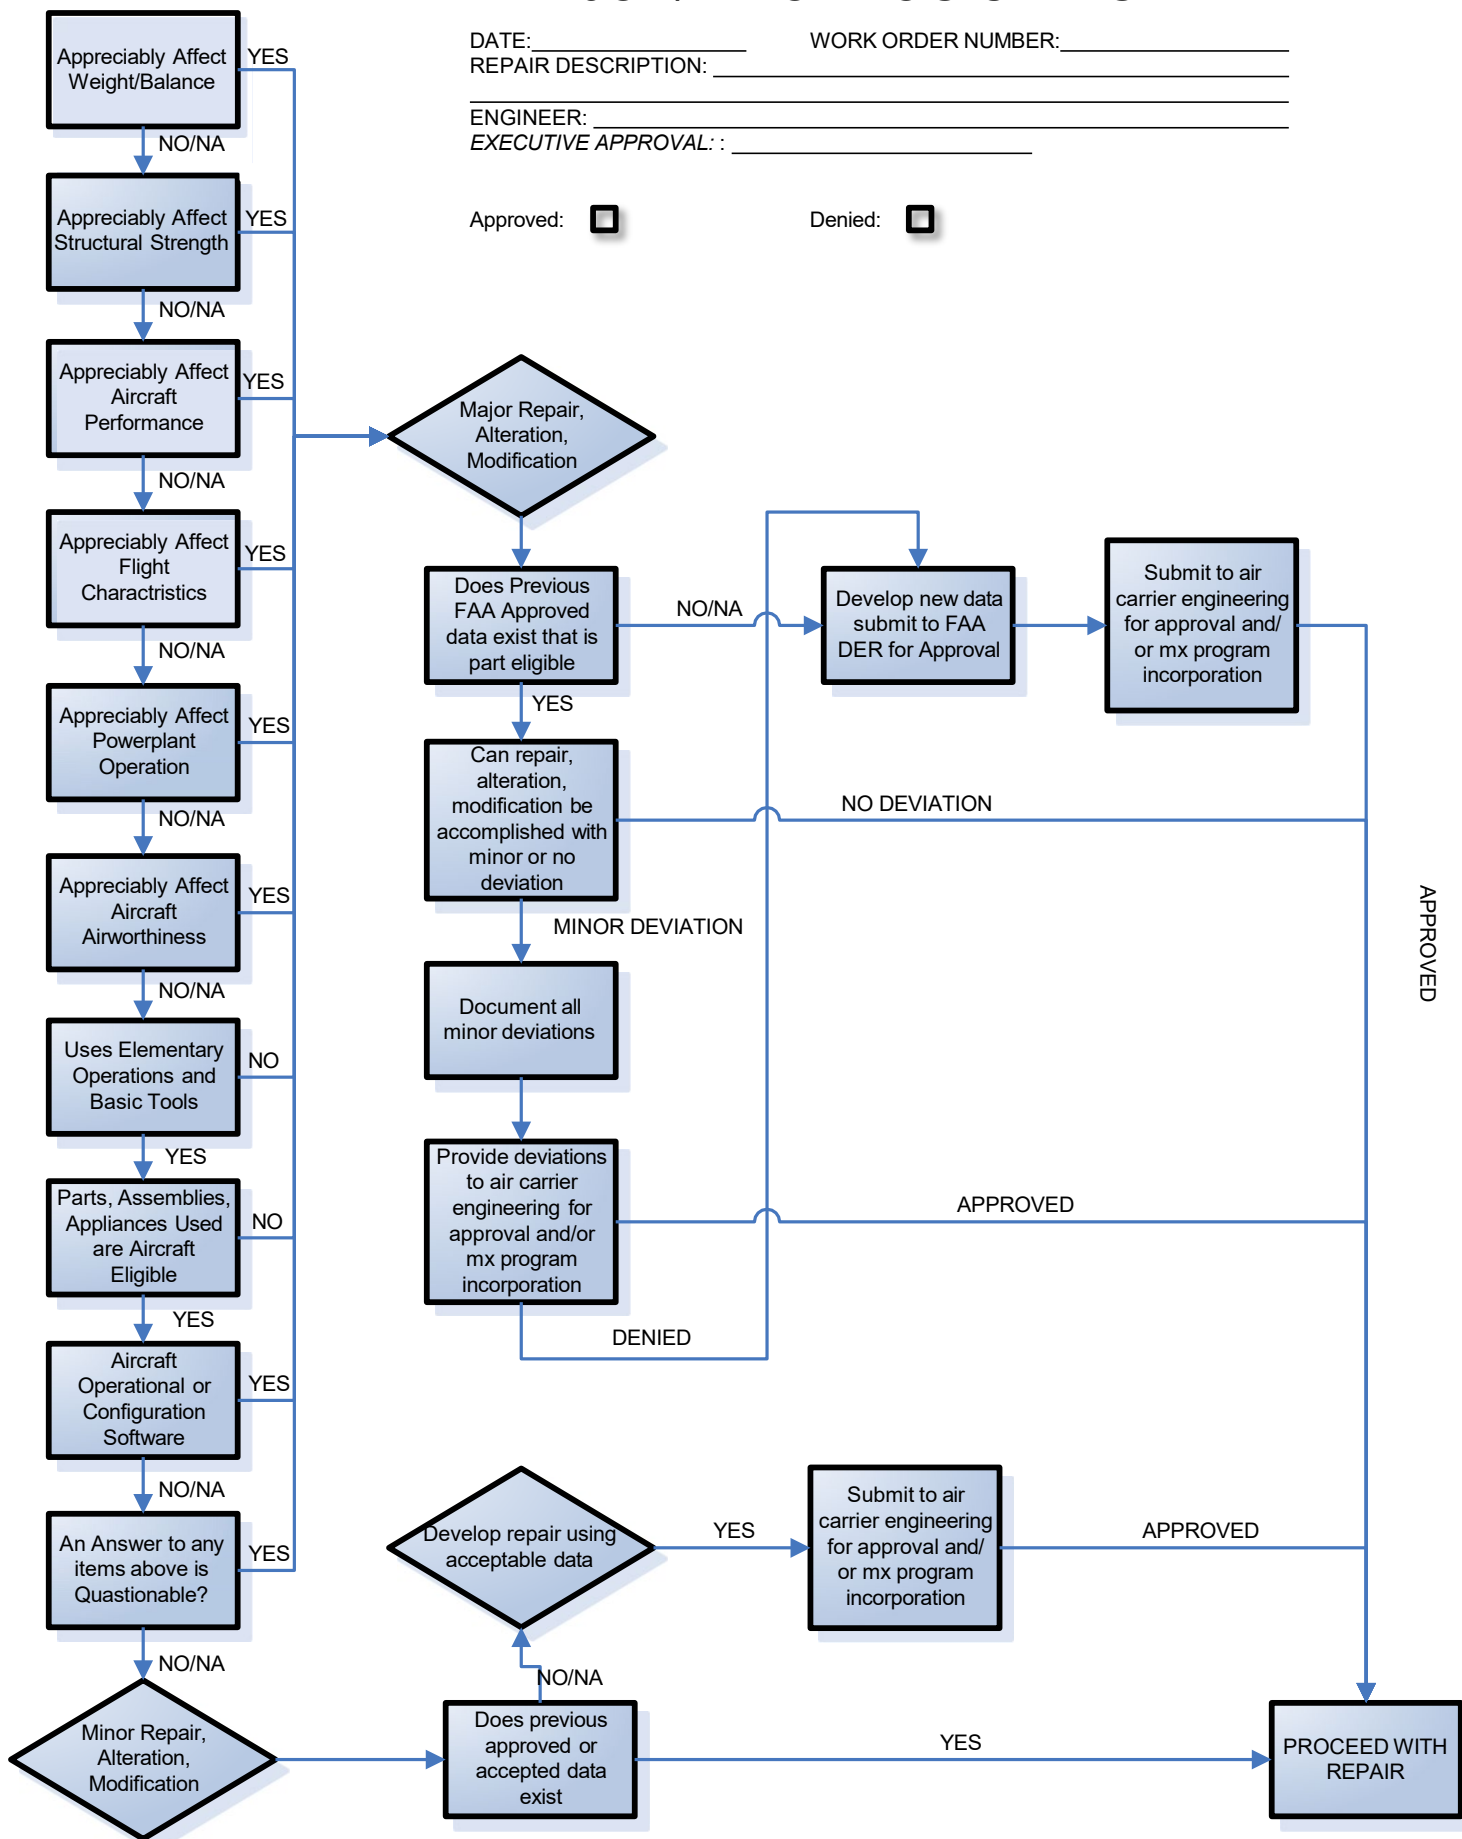 DATE:
WORK ORDER NUMBER:
REPAIR DESCRIPTION:
ENGINEER:
EXECUTIVE APPROVAL: :
Approved:
Denied:
Appreciably Affect
Weight/Balance
YES
NO/NA
Appreciably Affect
Structural Strength
YES
NO/NA
Appreciably Affect
Aircraft
Performance
YES
NO/NA
Appreciably Affect
Flight
Charactristics
YES
NO/NA
Appreciably Affect
Powerplant
Operation
YES
NO/NA
Appreciably Affect
Aircraft
Airworthiness
YES
NO/NA
Uses Elementary
Operations and
Basic Tools
NO
YES
Parts, Assemblies,
Appliances Used
are Aircraft
Eligible
NO
YES
Aircraft
Operational or
Configuration
Software
YES
NO/NA
An Answer to any
items above is
Quastionable?
YES
NO/NA
Minor Repair,
Alteration,
Modification
Major Repair,
Alteration,
Modification
Does Previous
FAA Approved
data exist that is
part eligible
NO/NA
YES
Develop new data
submit to FAA
DER for Approval
Submit to air
carrier engineering
for approval and/
or mx program
incorporation
APPROVED
Can repair,
alteration,
modification be
accomplished with
minor or no
deviation
NO DEVIATION
MINOR DEVIATION
Document all
minor deviations
Provide deviations
to air carrier
engineering for
approval and/or
mx program
incorporation
APPROVED
DENIED
Develop repair using
acceptable data
YES
Submit to air
carrier engineering
for approval and/
or mx program
incorporation
APPROVED
NO/NA
Does previous
approved or
accepted data
exist
YES
PROCEED WITH
REPAIR